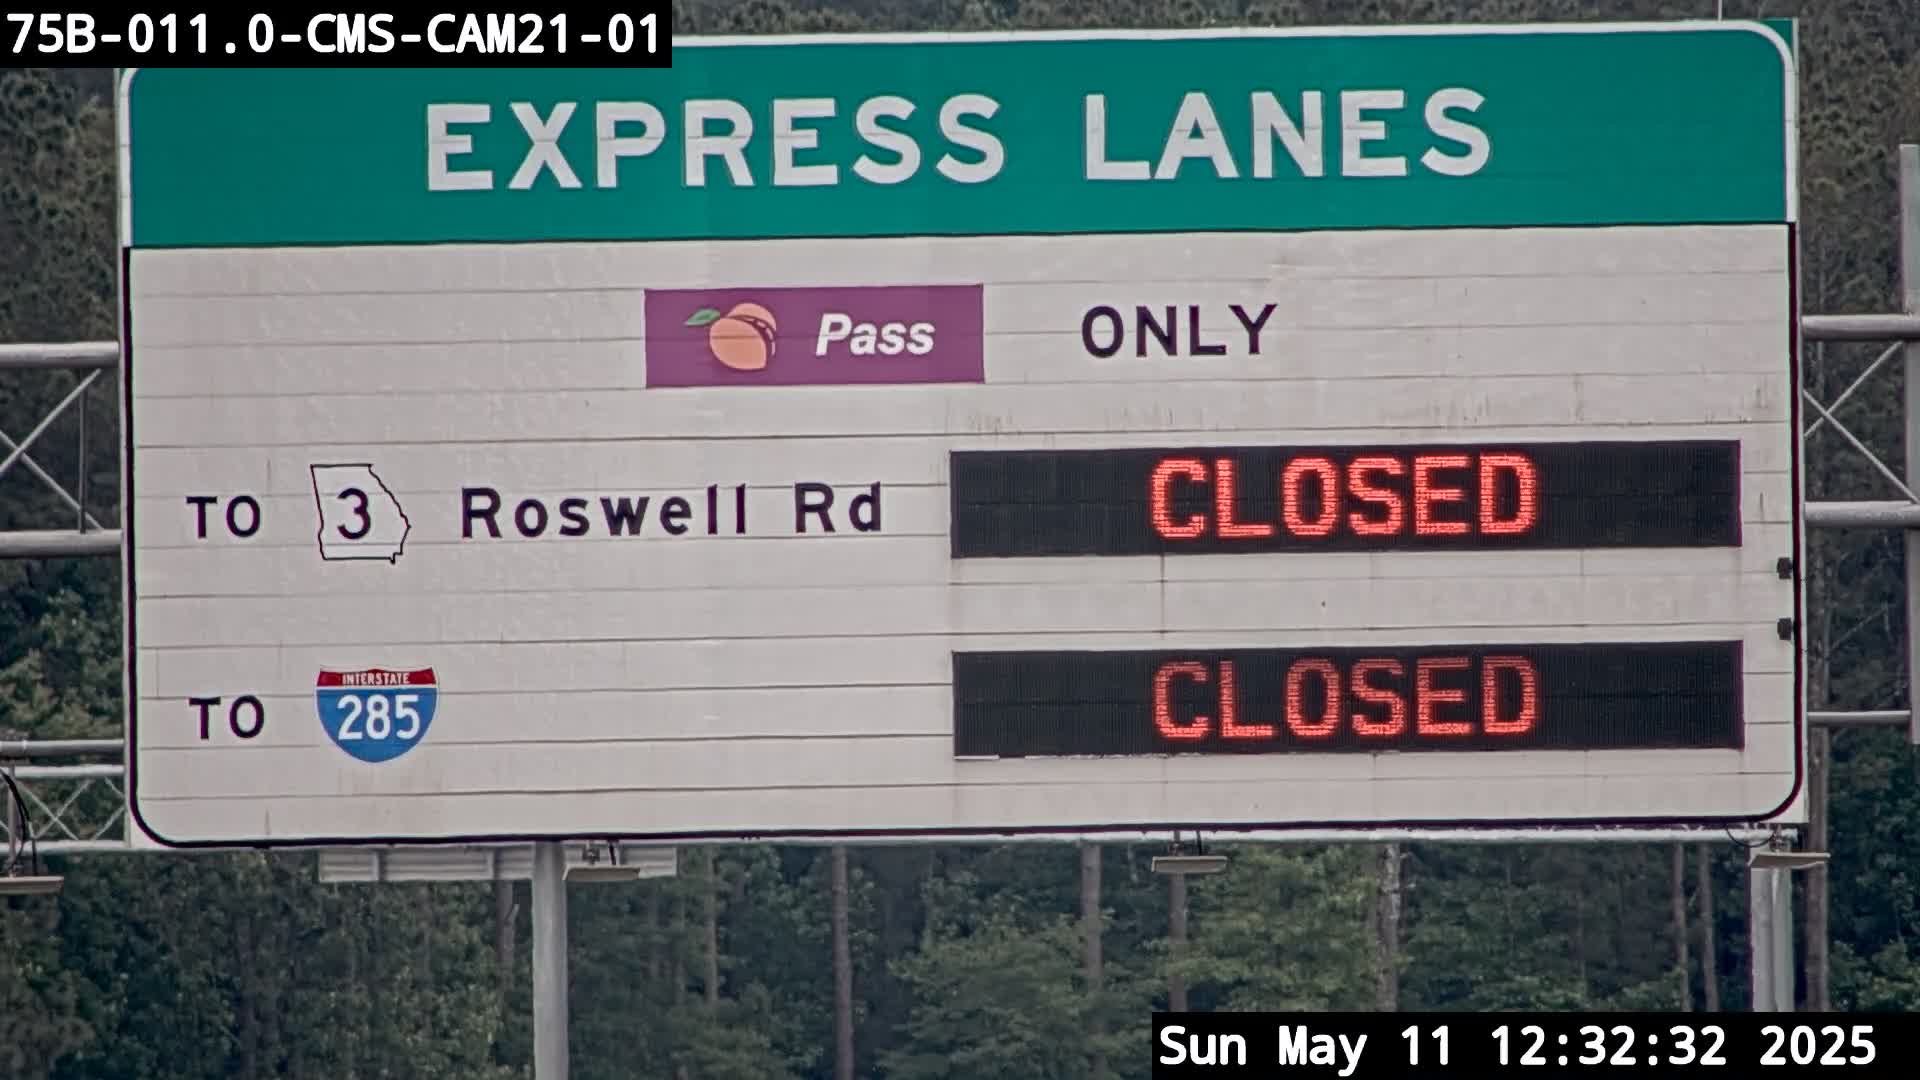 75B-011.0-CMS-CAM21-01
EXPRESS LANES
Pass ONLY
TO 3 Roswell Rd CLOSED
TO INTERSTATE 285 CLOSED
Sun May 11 12:32:32 2025